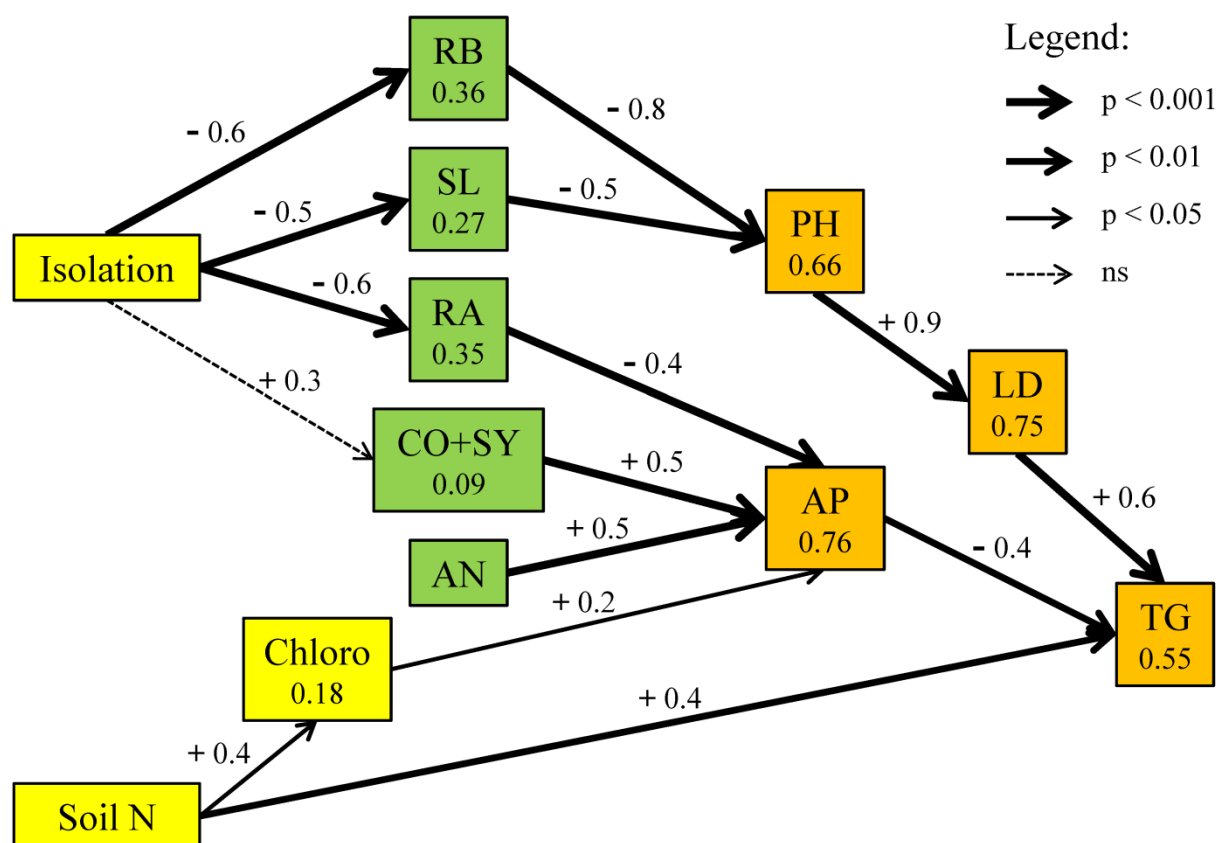 Legend:
p < 0.001
p < 0.01
p < 0.05
ns
RB
0.36
- 0.6
- 0.8
SL
0.27
- 0.5
- 0.5
PH
0.66
Isolation
- 0.6
RA
0.35
+ 0.9
- 0.4
LD
0.75
+ 0.3
CO+SY
0.09
+ 0.5
AP
0.76
+ 0.6
+ 0.5
- 0.4
AN
+ 0.2
TG
0.55
Chloro
0.18
+ 0.4
+ 0.4
Soil N